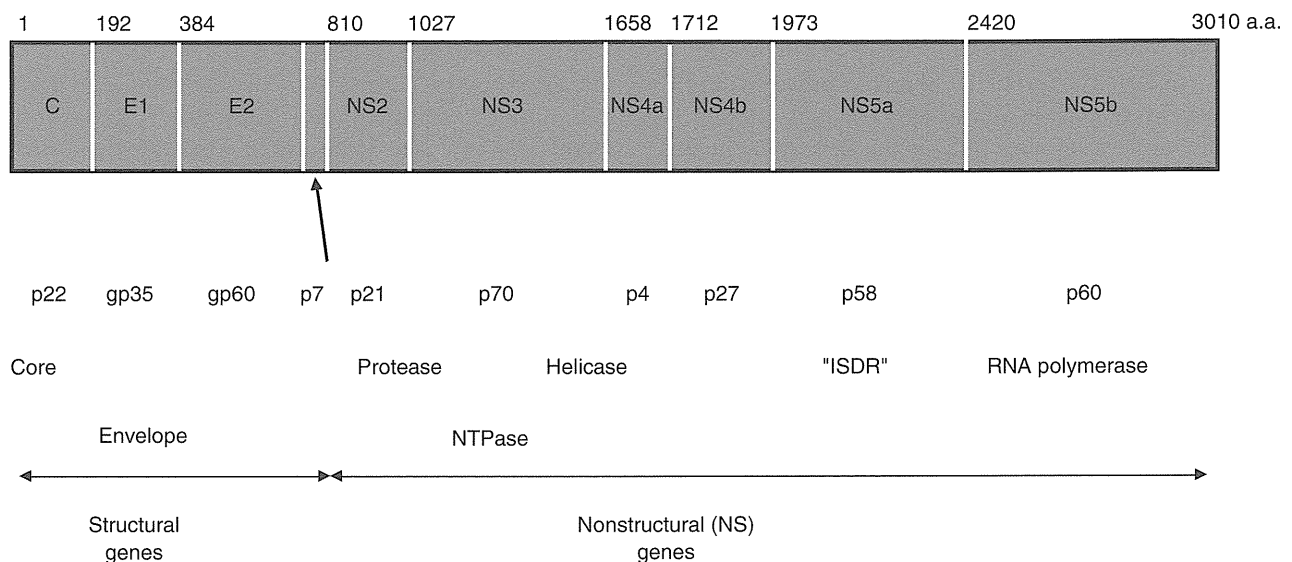 1 192 384 810 1027 1658 1712 1973 2420 3010 a.a.
C E1 E2 NS2 NS3 NS4a NS4b NS5a NS5b
p22 gp35 gp60 p7 p21 p70 p4 p27 p58 p60
Core Protease Helicase "ISDR" RNA polymerase
Envelope NTPase
Structural
genes
Nonstructural (NS)
genes